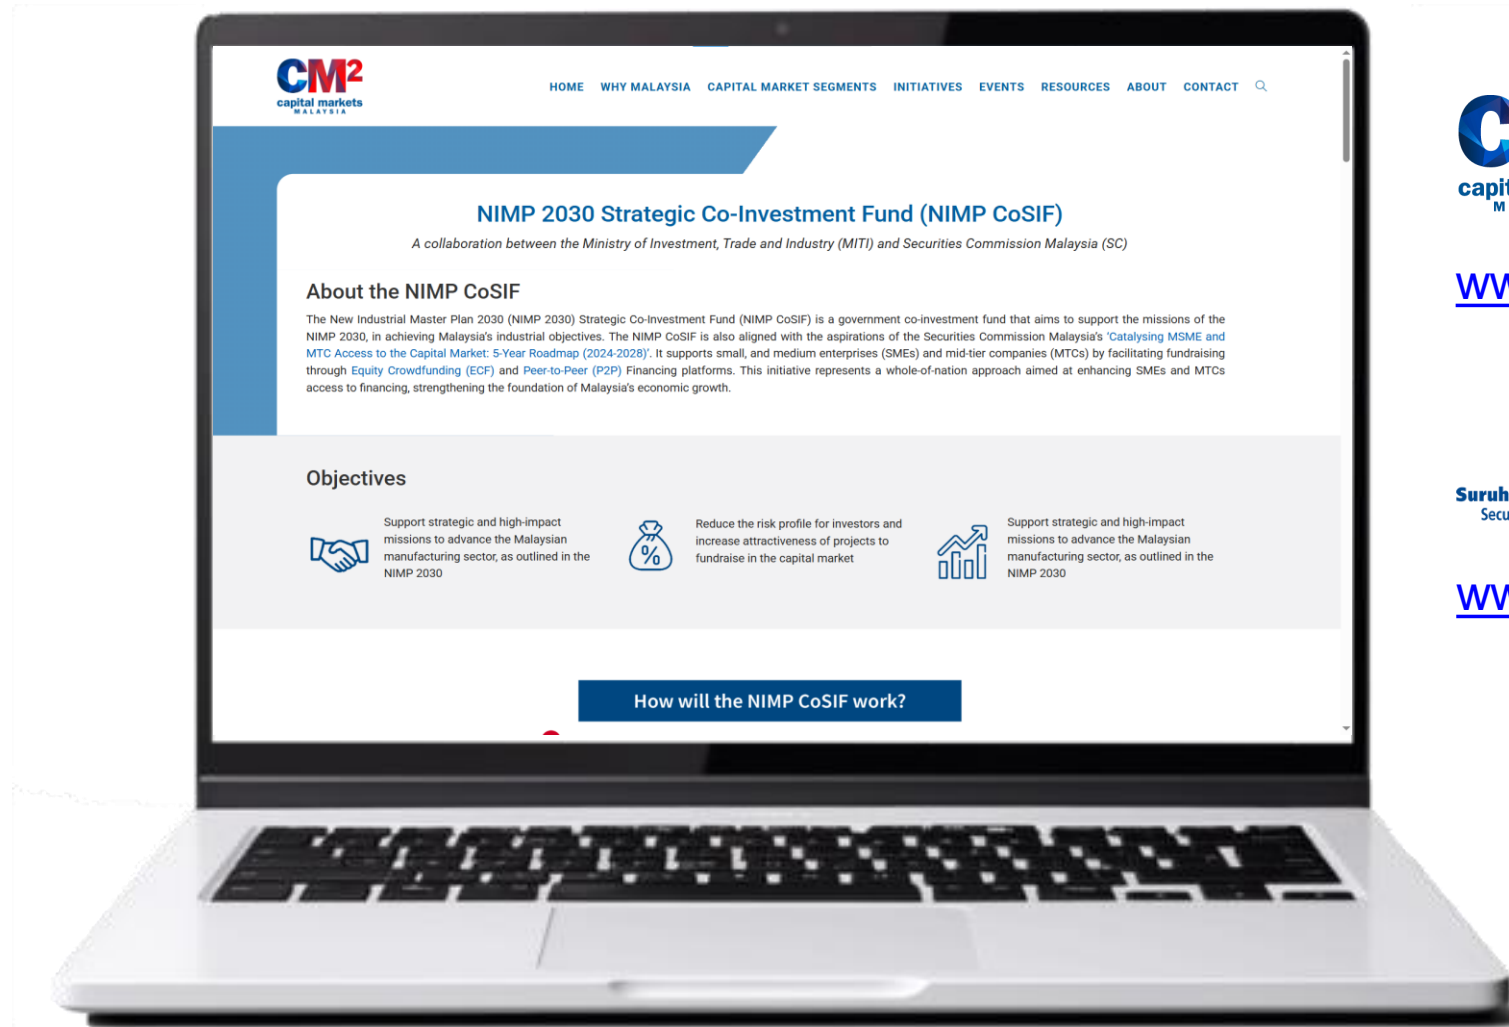 CM2
capital markets
MALAYSIA
HOME WHY MALAYSIA CAPITAL MARKET SEGMENTS INITIATIVES EVENTS RESOURCES ABOUT CONTACT
NIMP 2030 Strategic Co-Investment Fund (NIMP CoSIF)
A collaboration between the Ministry of Investment, Trade and Industry (MITI) and Securities Commission Malaysia (SC)
About the NIMP CoSIF
The New Industrial Master Plan 2030 (NIMP 2030) Strategic Co-Investment Fund (NIMP CoSIF) is a government co-investment fund that aims to support the missions of the
NIMP 2030, in achieving Malaysia's industrial objectives. The NIMP CoSIF is also aligned with the aspirations of the Securities Commission Malaysia's 'Catalysing MSME and
MTC Access to the Capital Market: 5-Year Roadmap (2024-2028)'. It supports small, and medium enterprises (SMEs) and mid-tier companies (MTCs) by facilitating fundraising
through Equity Crowdfunding (ECF) and Peer-to-Peer (P2P) Financing platforms. This initiative represents a whole-of-nation approach aimed at enhancing SMEs and MTCs
access to financing, strengthening the foundation of Malaysia's economic growth.
Objectives
Support strategic and high-impact
missions to advance the Malaysian
manufacturing sector, as outlined in the
NIMP 2030
%
Reduce the risk profile for investors and
increase attractiveness of projects to
fundraise in the capital market
Support strategic and high-impact
missions to advance the Malaysian
manufacturing sector, as outlined in the
NIMP 2030
How will the NIMP CoSIF work?